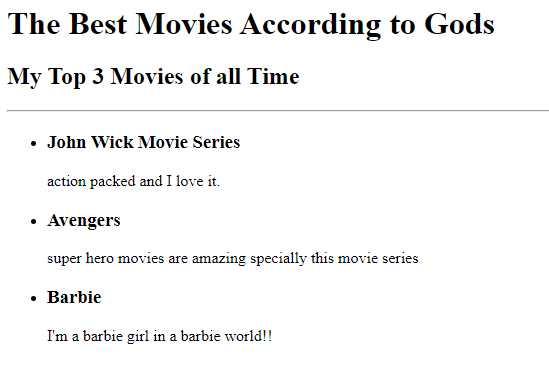 The Best Movies According to Gods
My Top 3 Movies of all Time
John Wick Movie Series
action packed and I love it.
Avengers
super hero movies are amazing specially this movie series
Barbie
I'm a barbie girl in a barbie world!!